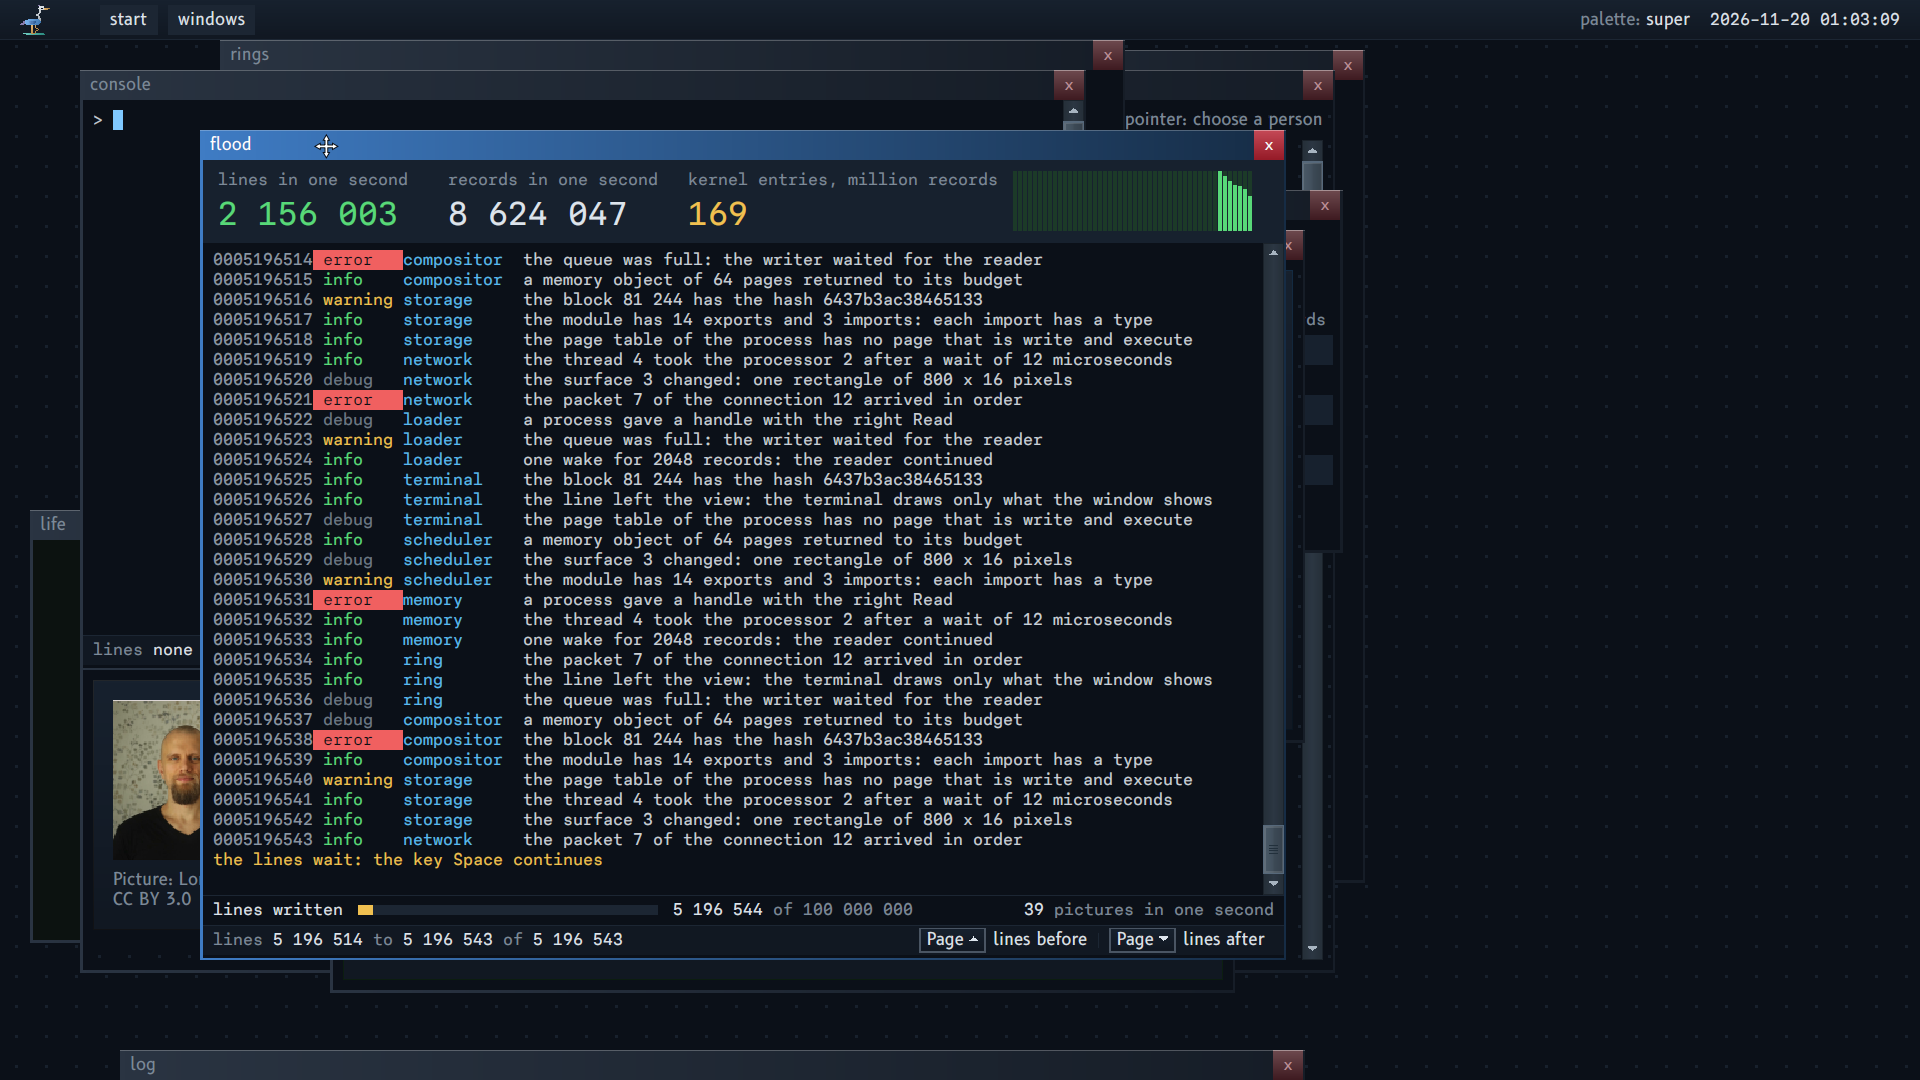 start windows palette: super 2026-11-20 01:03:09
rings x
x
console x
x
> pointer: choose a person
flood x
lines in one second records in one second kernel entries, million records
2 156 003 8 624 047 169
x
x
ds
0005196514 error compositor the queue was full: the writer waited for the reader
0005196515 info compositor a memory object of 64 pages returned to its budget
0005196516 warning storage the block 81 244 has the hash 6437b3ac38465133
0005196517 info storage the module has 14 exports and 3 imports: each import has a type
0005196518 info storage the page table of the process has no page that is write and execute
0005196519 info network the thread 4 took the processor 2 after a wait of 12 microseconds
0005196520 debug network the surface 3 changed: one rectangle of 800 x 16 pixels
0005196521 error network the packet 7 of the connection 12 arrived in order
0005196522 debug loader a process gave a handle with the right Read
0005196523 warning loader the queue was full: the writer waited for the reader
0005196524 info loader one wake for 2048 records: the reader continued
0005196525 info terminal the block 81 244 has the hash 6437b3ac38465133
0005196526 info terminal the line left the view: the terminal draws only what the window shows
0005196527 debug terminal the page table of the process has no page that is write and execute
0005196528 info scheduler a memory object of 64 pages returned to its budget
0005196529 debug scheduler the surface 3 changed: one rectangle of 800 x 16 pixels
0005196530 warning scheduler the module has 14 exports and 3 imports: each import has a type
0005196531 error memory a process gave a handle with the right Read
0005196532 info memory the thread 4 took the processor 2 after a wait of 12 microseconds
0005196533 info memory one wake for 2048 records: the reader continued
0005196534 info ring the packet 7 of the connection 12 arrived in order
0005196535 info ring the line left the view: the terminal draws only what the window shows
0005196536 debug ring the queue was full: the writer waited for the reader
0005196537 debug compositor a memory object of 64 pages returned to its budget
0005196538 error compositor the block 81 244 has the hash 6437b3ac38465133
0005196539 info compositor the module has 14 exports and 3 imports: each import has a type
0005196540 warning storage the page table of the process has no page that is write and execute
0005196541 info storage the thread 4 took the processor 2 after a wait of 12 microseconds
0005196542 info storage the surface 3 changed: one rectangle of 800 x 16 pixels
0005196543 info network the packet 7 of the connection 12 arrived in order
the lines wait: the key Space continues
lines written 5 196 544 of 100 000 000 39 pictures in one second
lines 5 196 514 to 5 196 543 of 5 196 543 Page lines before Page lines after
life
lines none
Picture: Lo
CC BY 3.0
log x